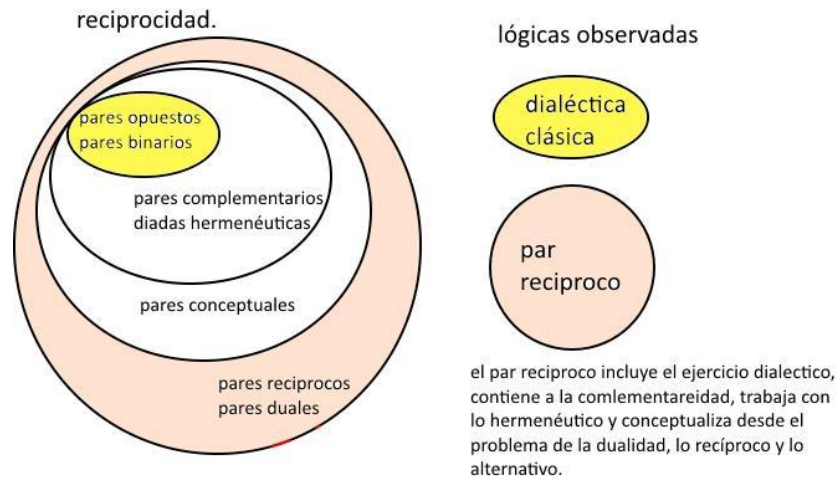 reciprocidad.
pares opuestos
pares binarios
pares complementarios
diadas hermenéuticas
pares conceptuales
pares reciprocos
pares duales
lógicas observadas
dialéctica
clásica
par
reciproco
el par reciproco incluye el ejercicio dialectico,
contiene a la comlementareidad, trabaja con
lo hermenéutico y conceptualiza desde el
problema de la dualidad, lo recíproco y lo
alternativo.